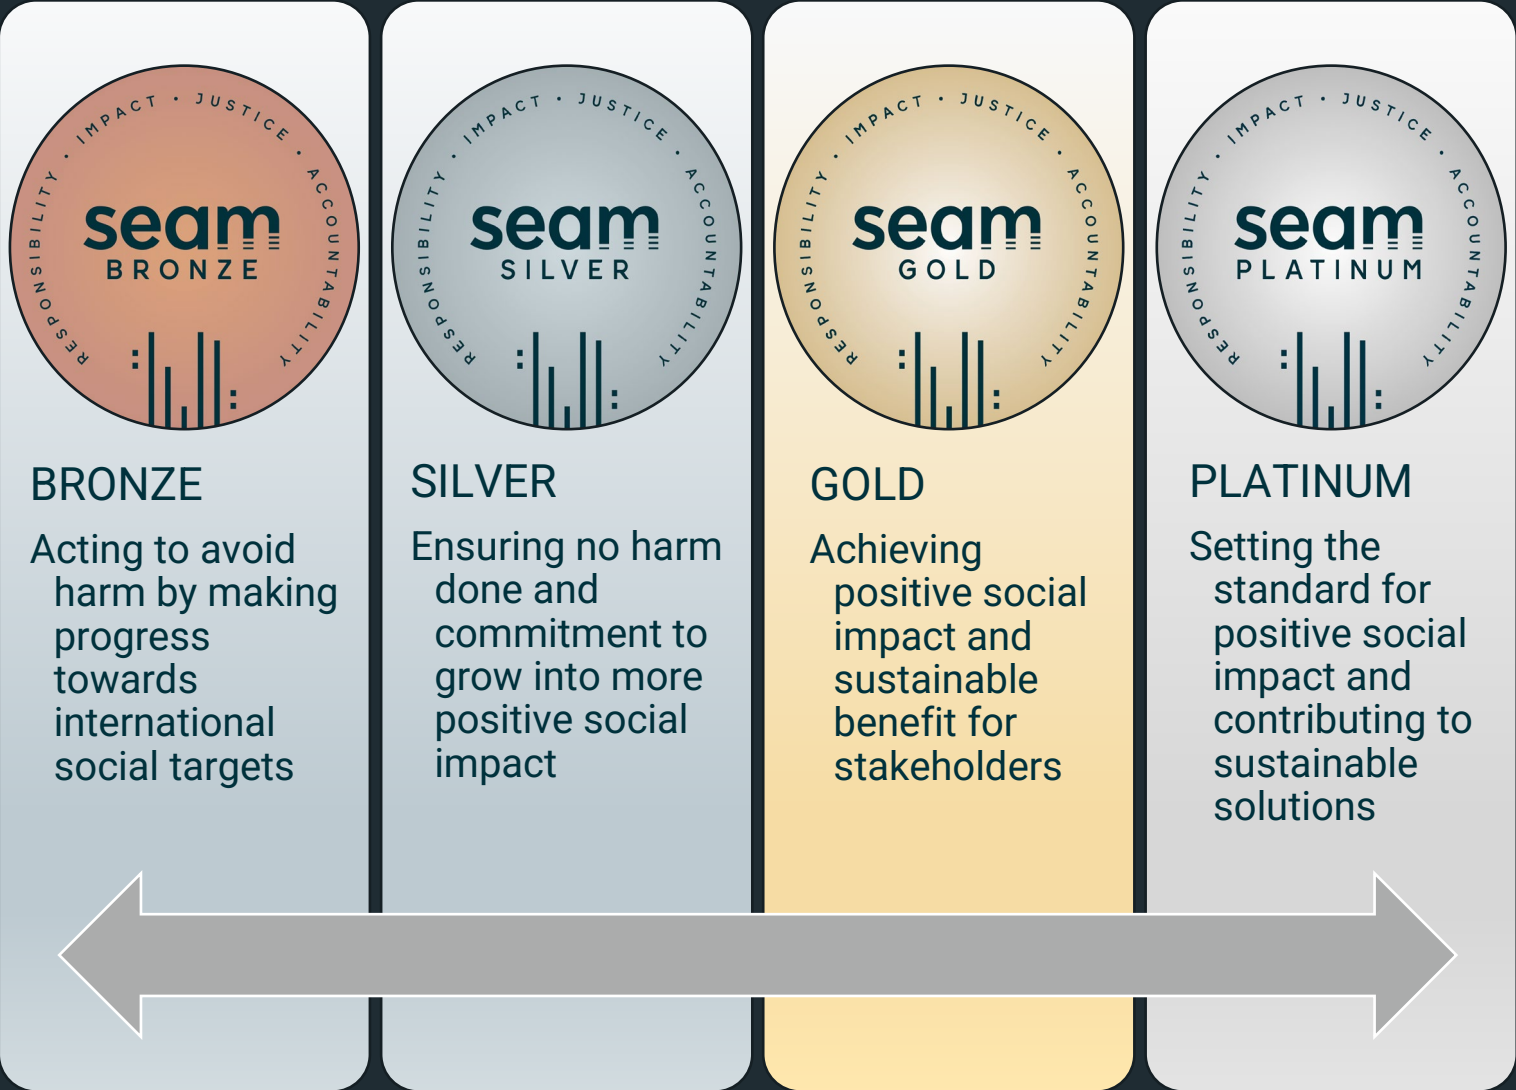 RESPONSIBILITY • IMPACT • JUSTICE • ACCOUNTABILITY
seam
BRONZE
BRONZE
Acting to avoid
harm by making
progress
towards
international
social targets
RESPONSIBILITY • IMPACT • JUSTICE • ACCOUNTABILITY
seam
SILVER
SILVER
Ensuring no harm
done and
commitment to
grow into more
positive social
impact
RESPONSIBILITY • IMPACT • JUSTICE • ACCOUNTABILITY
seam
GOLD
GOLD
Achieving
positive social
impact and
sustainable
benefit for
stakeholders
RESPONSIBILITY • IMPACT • JUSTICE • ACCOUNTABILITY
seam
PLATINUM
PLATINUM
Setting the
standard for
positive social
impact and
contributing to
sustainable
solutions